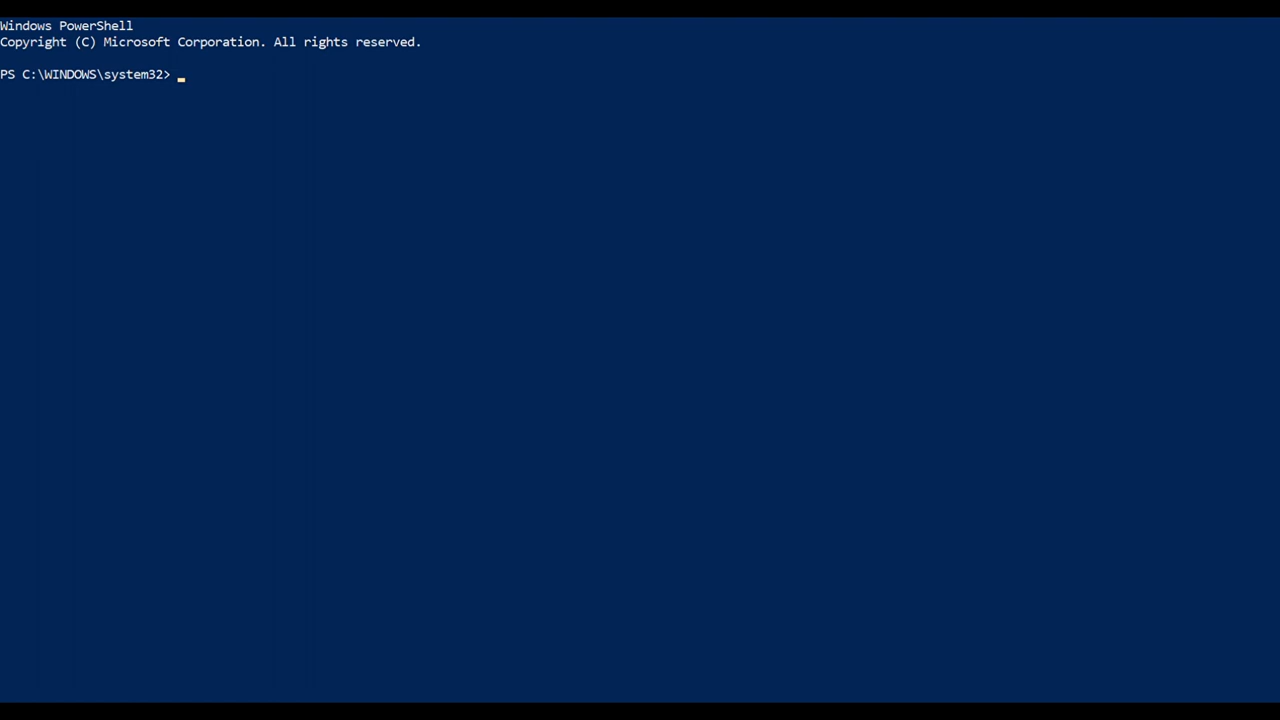 Windows PowerShell
Copyright (C) Microsoft Corporation. All rights reserved.
PS C:\WINDOWS\system32>